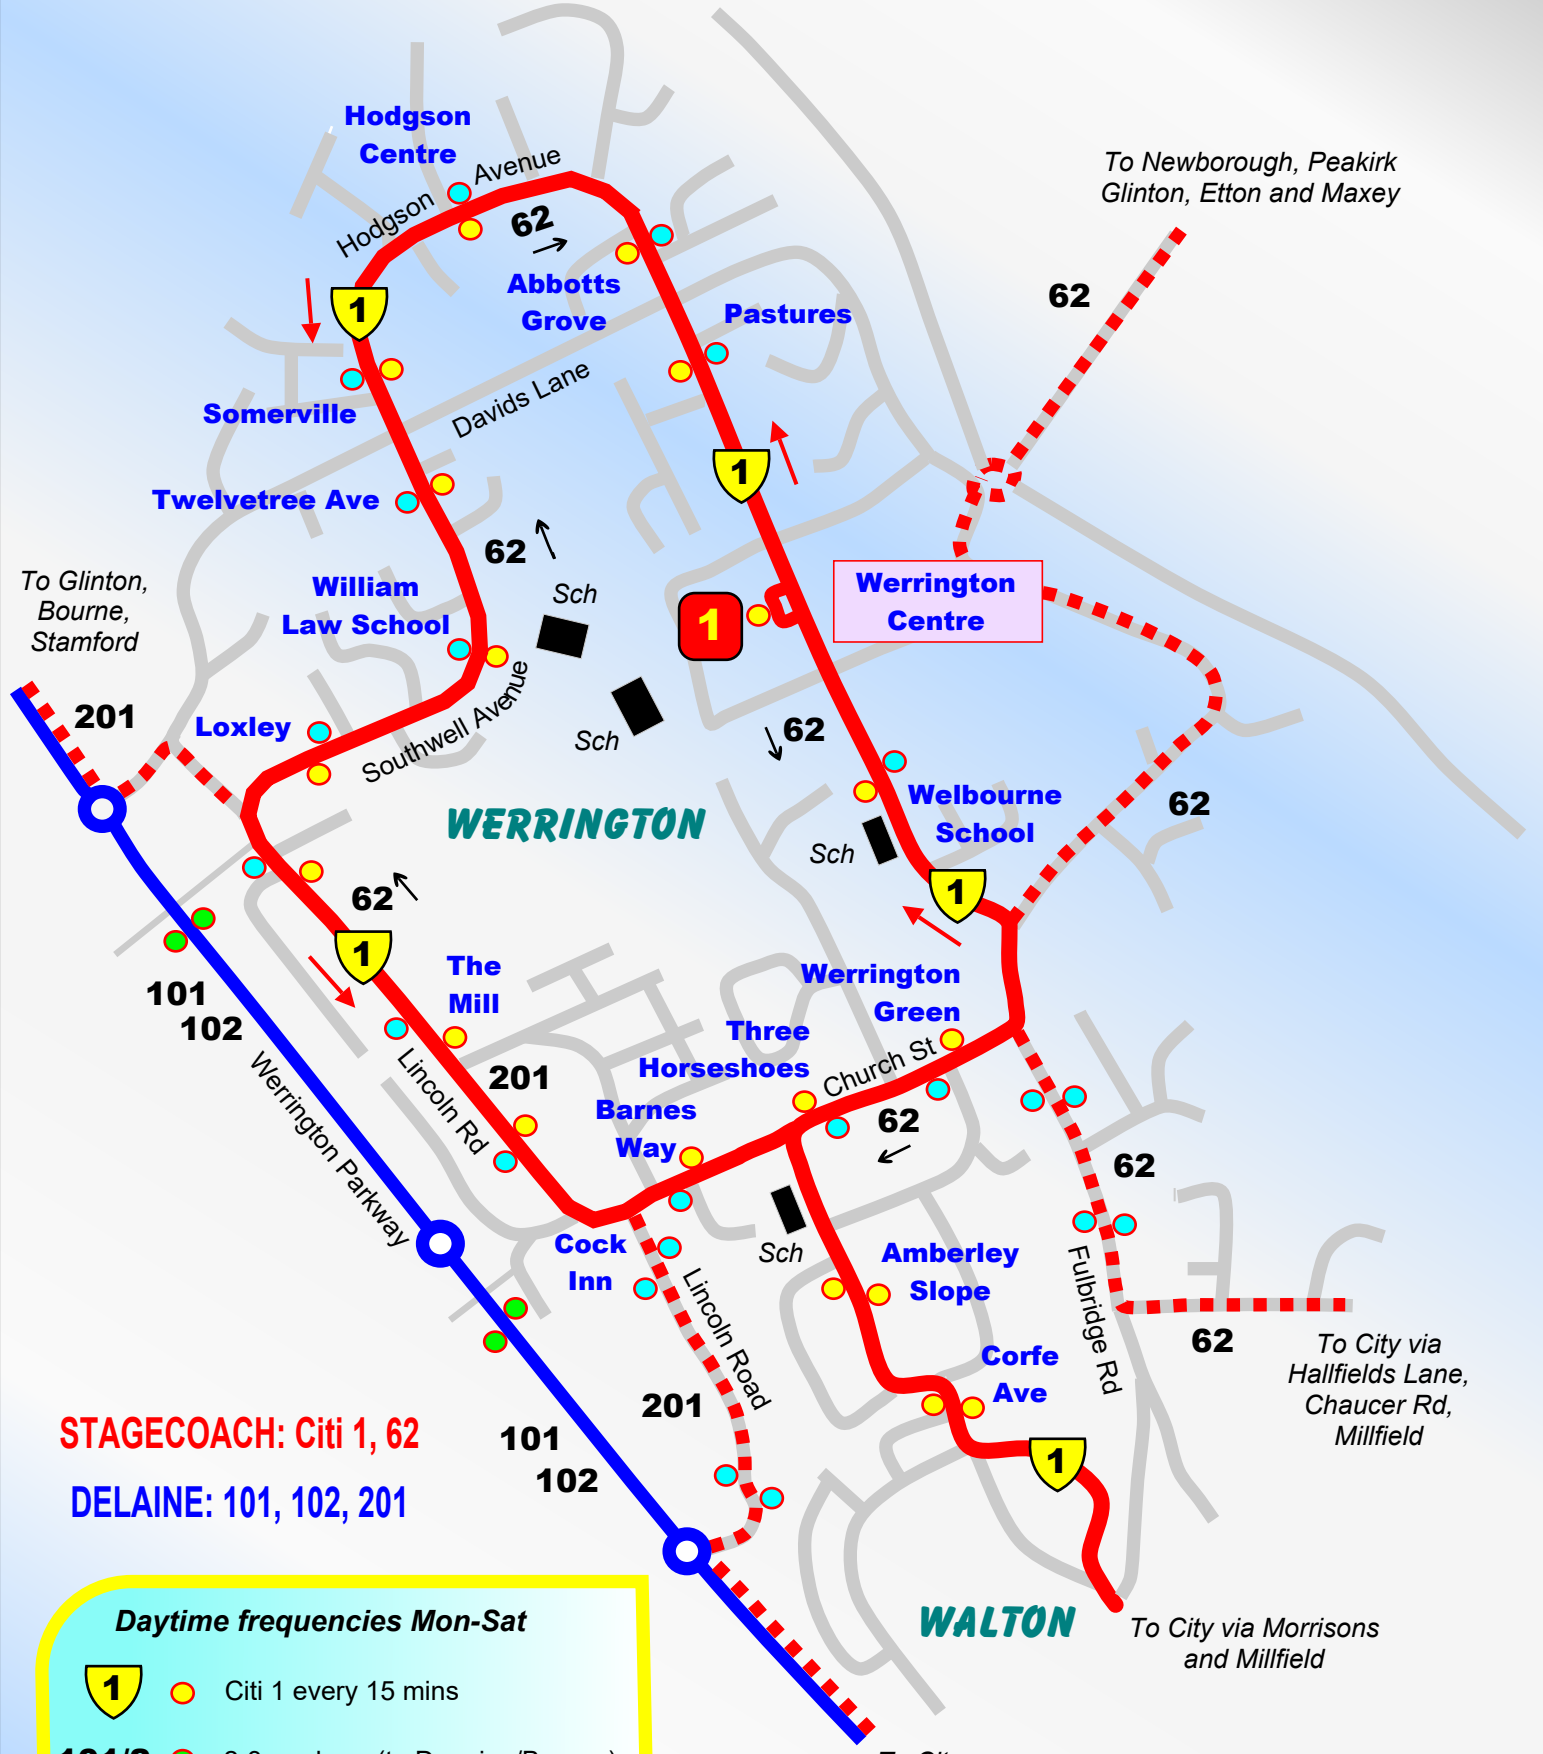 Hodgson
Centre
Hodgson
Avenue
62
To Newborough, Peakirk
Glinton, Etton and Maxey
62
Abbotts
Grove
Pastures
1
Somerville
Davids Lane
1
Twelvetree Ave
62
To Glinton,
Bourne,
Stamford
William
Law School
Sch
Werrington
Centre
1
201
Loxley
Southwell Avenue
Sch
62
WERRINGTON
Welbourne
School
62
Sch
62
1
1
The
Mill
Werrington
Green
101
102
Three
Horseshoes
Church St
Werrington Parkway
Lincoln Rd
201
Barnes
Way
62
62
Cock
Inn
Sch
Amberley
Slope
Fulbridge Rd
Lincoln Road
62
To City via
Hallfields Lane,
Chaucer Rd,
Millfield
Corfe
Ave
201
STAGECOACH: Citi 1, 62
101
102
1
DELAINE: 101, 102, 201
Daytime frequencies Mon-Sat
WALTON
To City via Morrisons
and Millfield
1
Citi 1 every 15 mins